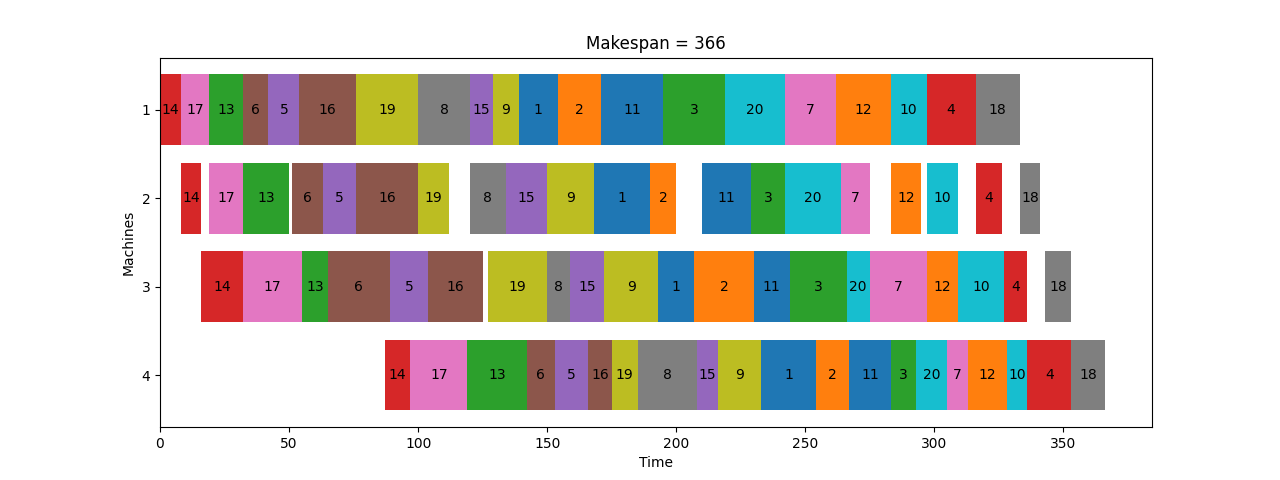 Makespan = 366
1 14 17 13 6 5 16 19 8 15 9 1 2 11 3 20 7 12 10 4 18
2 14 17 13 6 5 16 19 8 15 9 1 2 11 3 20 7 12 10 4 18
3 14 17 13 6 5 16 19 8 15 9 1 2 11 3 20 7 12 10 4 18
4 14 17 13 6 5 16 19 8 15 9 1 2 11 3 20 7 12 10 4 18
Machines
0 50 100 150 200 250 300 350
Time